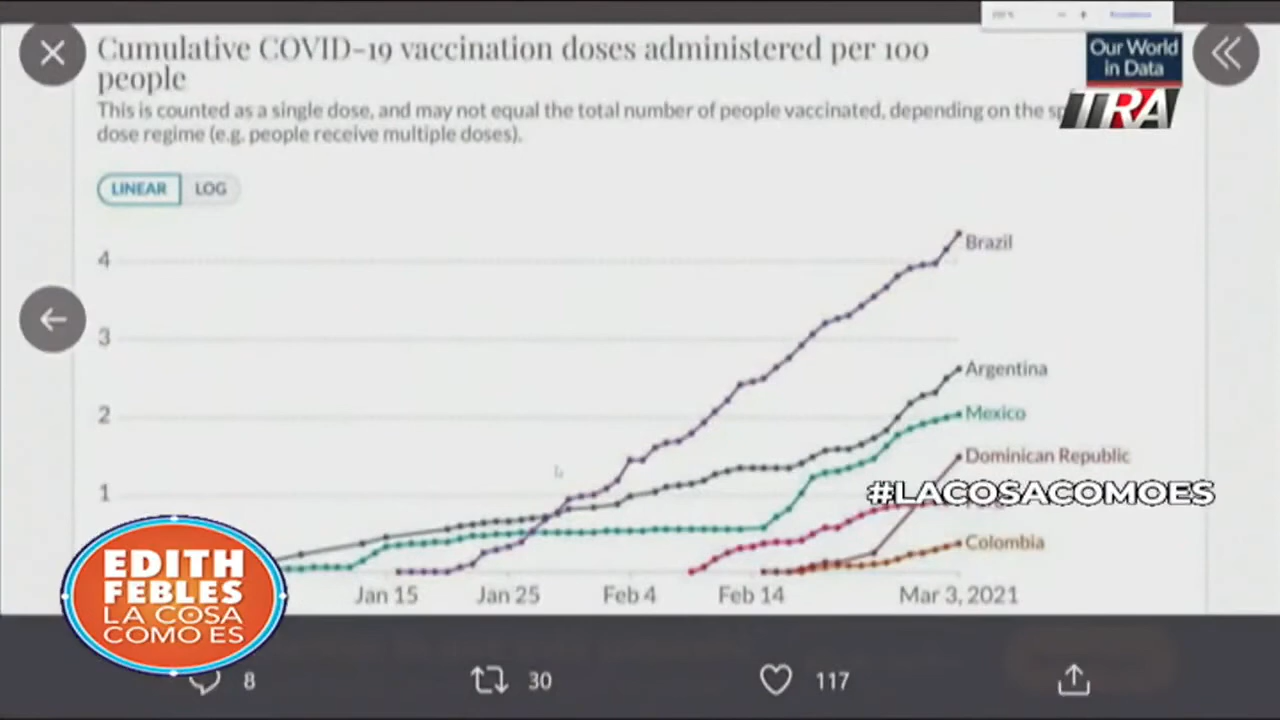 Cumulative COVID-19 vaccination doses administered per 100
people
Our World
in Data
TRA
This is counted as a single dose, and may not equal the total number of people vaccinated, depending on the
dose regime (e.g. people receive multiple doses).
LINEAR LOG
Brazil
4
3
Argentina
Mexico
2
Dominican Republic
1
#LACOSACOMOES
Colombia
Jan 15 Jan 25 Feb 4 Feb 14 Mar 3, 2021
EDITH
FEBLES
LA COSA
COMO ES
8 30 117